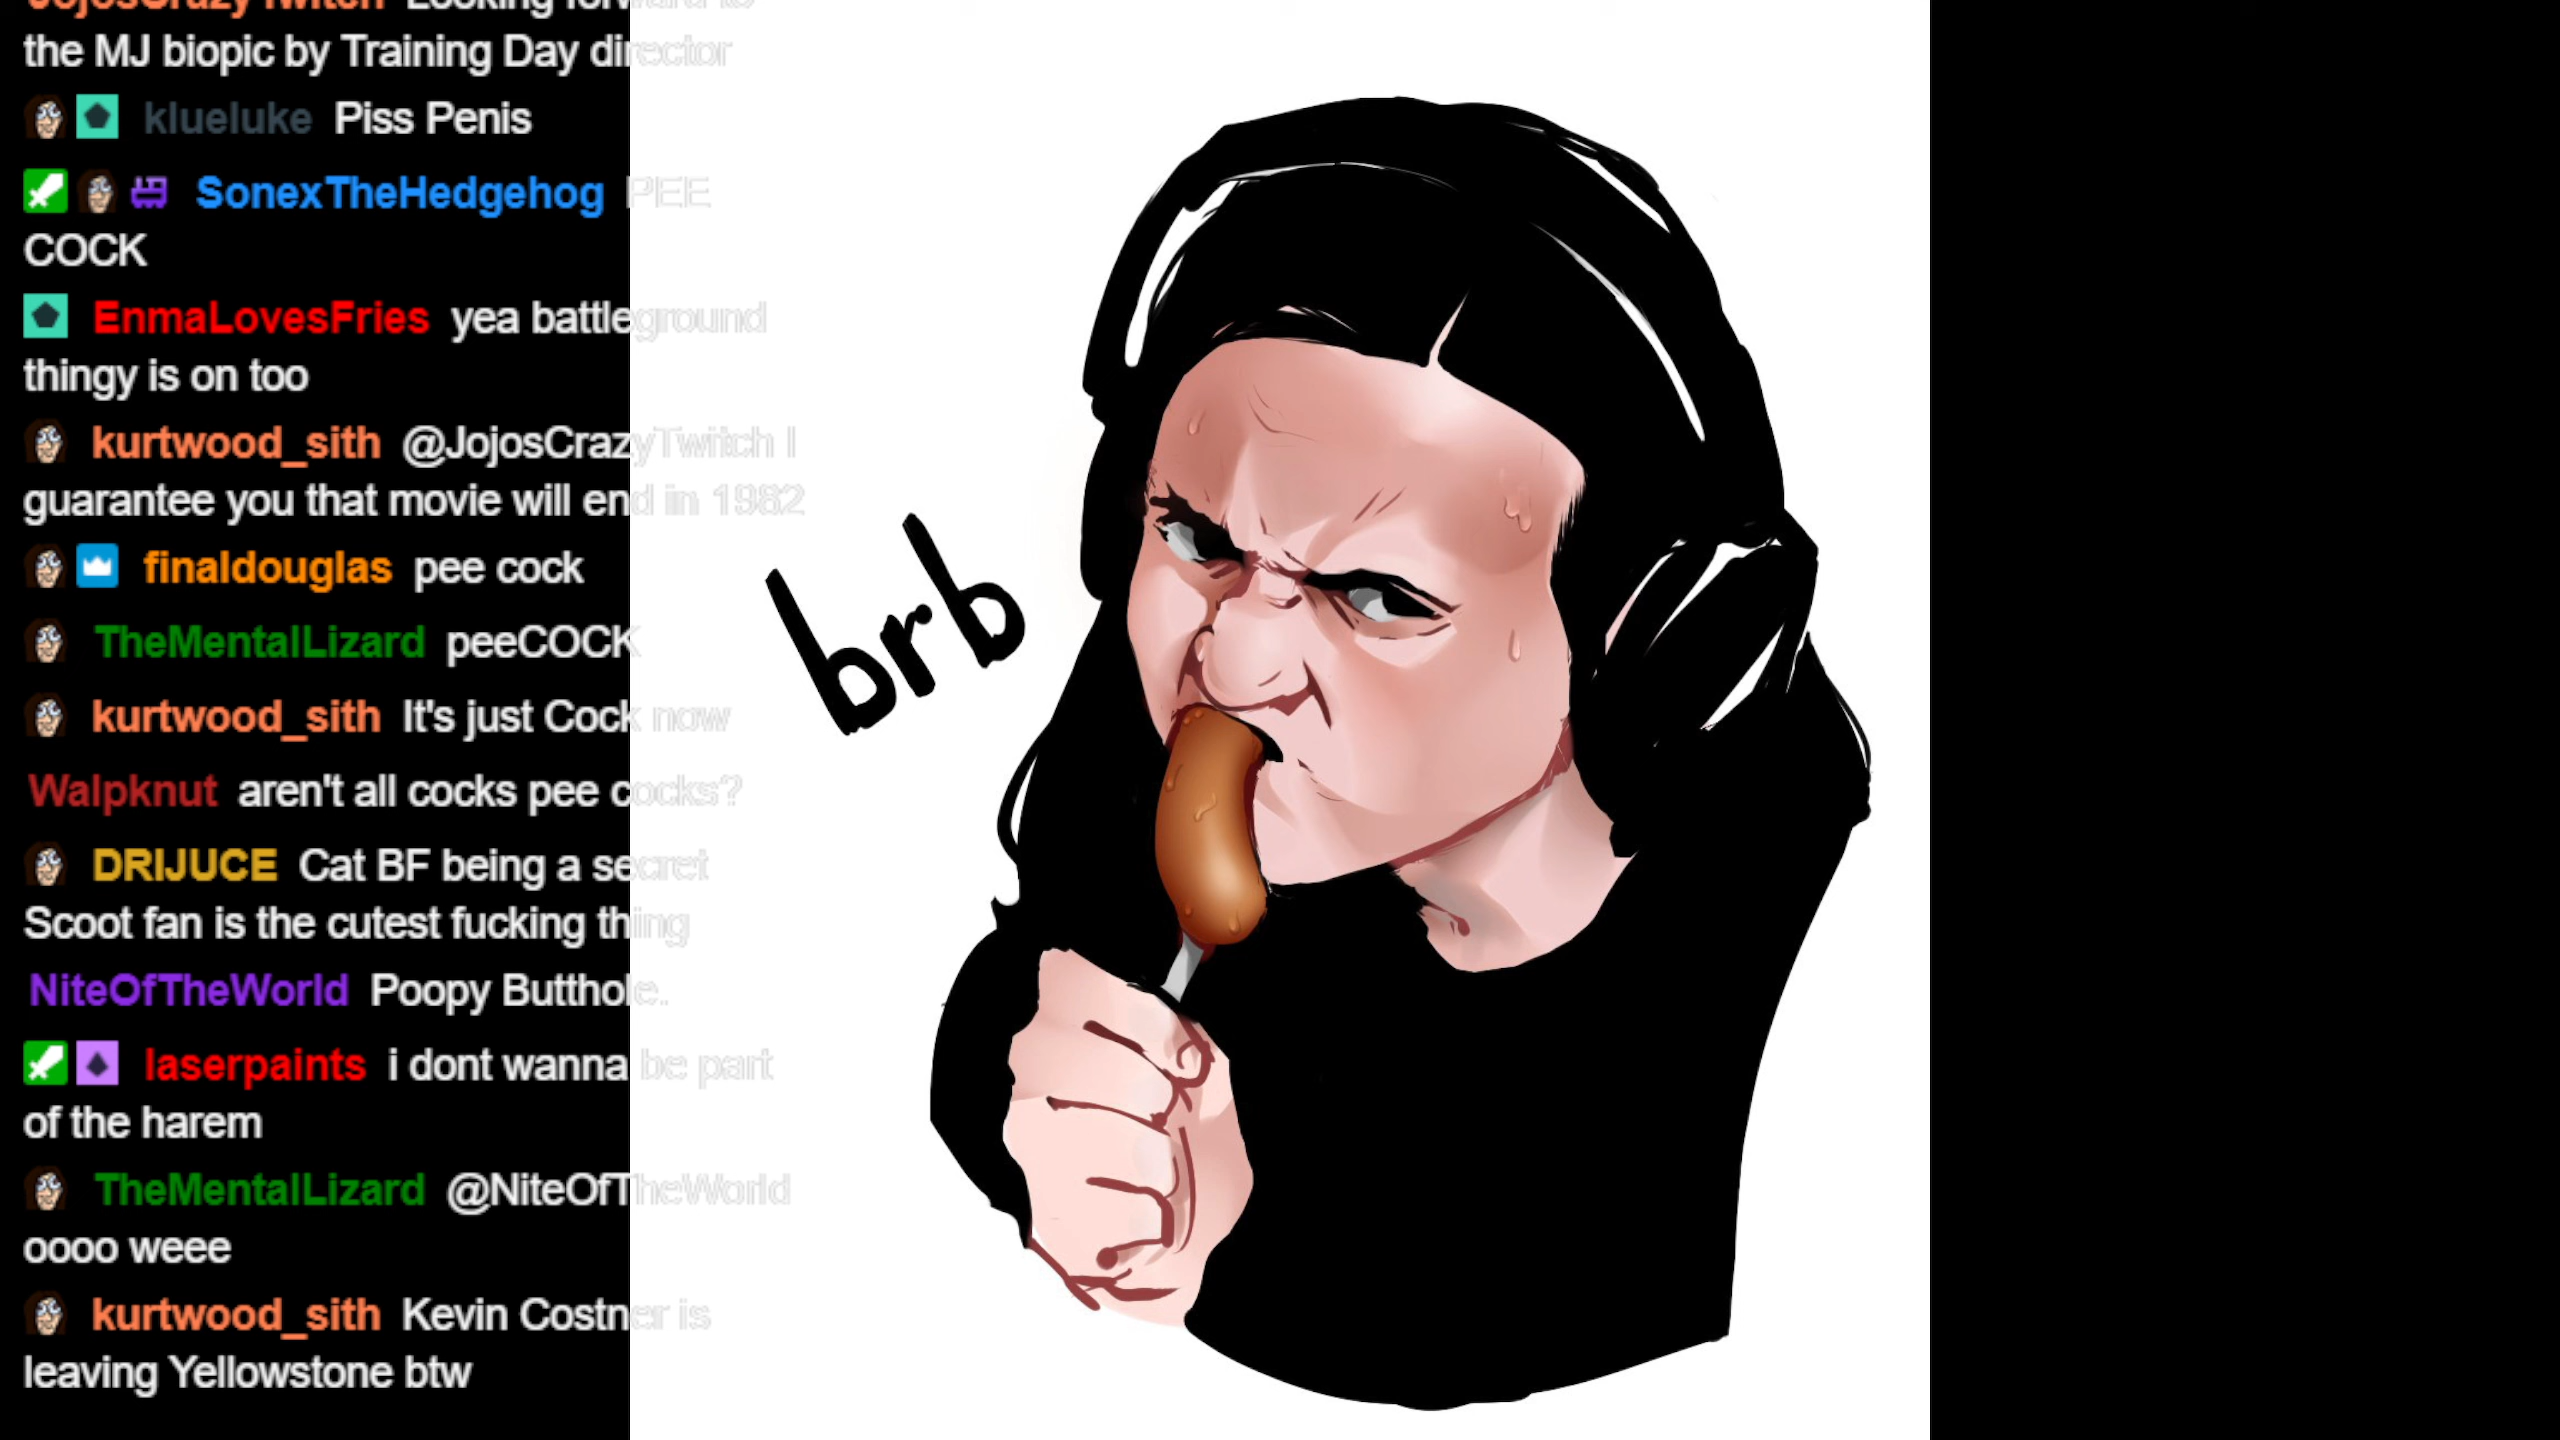 JojosCrazyTwitch Looking forward to
the MJ biopic by Training Day director
klueluke Piss Penis
SonexTheHedgehog PEE
COCK
EnmaLovesFries yea battleground
thingy is on too
kurtwood_sith @JojosCrazyTwitch I
guarantee you that movie will end in 1982
finaldouglas pee cock
TheMentalLizard peeCOCK
kurtwood_sith It's just Cock now
Walpknut aren't all cocks pee cocks?
DRIJUCE Cat BF being a secret
Scoot fan is the cutest fucking thing
NiteOfTheWorld Poopy Butthole.
laserpaints i dont wanna be part
of the harem
TheMentalLizard @NiteOfTheWorld
oooo weee
kurtwood_sith Kevin Costner is
leaving Yellowstone btw
brb